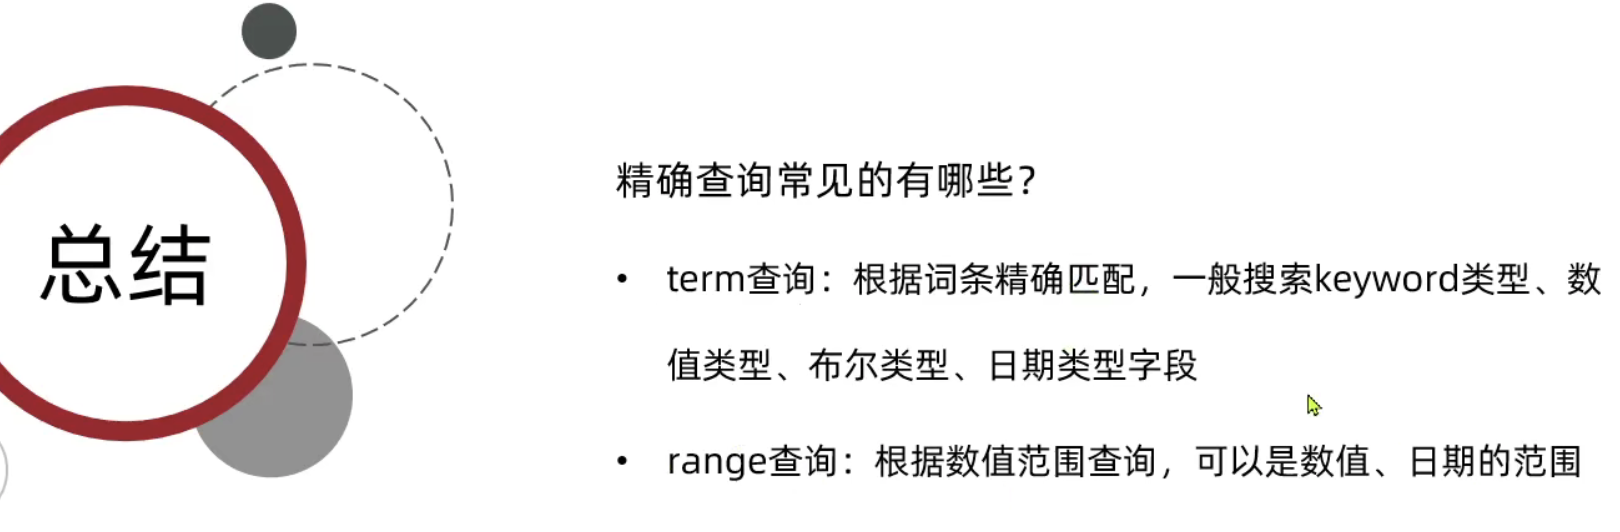 总结
精确查询常见的有哪些？
• term查询：根据词条精确匹配，一般搜索keyword类型、数
值类型、布尔类型、日期类型字段
• range查询：根据数值范围查询，可以是数值、日期的范围